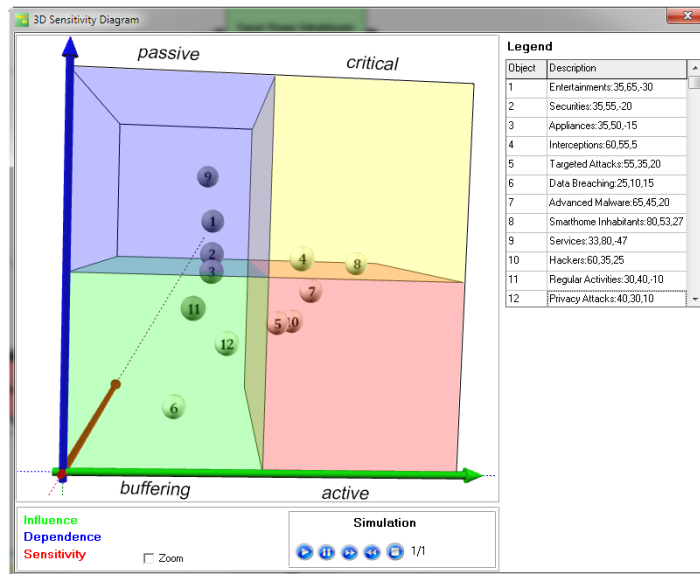 3D Sensitivity Diagram
passive
critical
9
1
2
3
4
8
7
11
5
10
12
6
buffering
active
Legend
Object Description
1 Entertainments:35,65,-30
2 Securities:35,55,-20
3 Appliances:35,50,-15
4 Interceptions:60,55,5
5 Targeted Attacks:55,35,20
6 Data Breaching:25,10,15
7 Advanced Malware:65,45,20
8 Smarthome Inhabitants:80,53,27
9 Services:33,80,-47
10 Hackers:60,35,25
11 Regular Activities:30,40,-10
12 Privacy Attacks:40,30,10
Influence
Dependence
Sensitivity
Zoom
Simulation
1/1